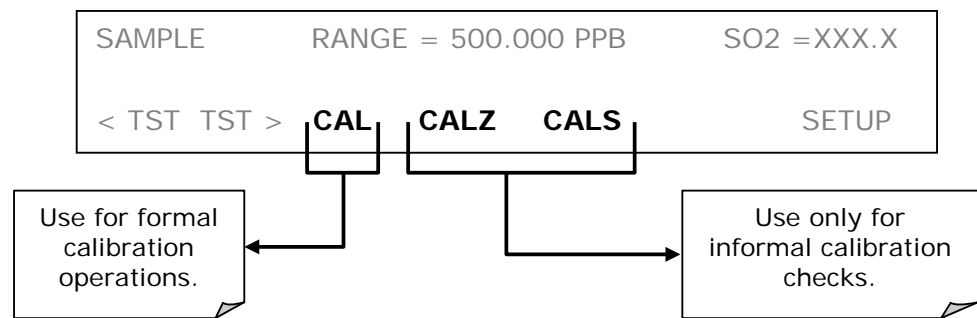 SAMPLE RANGE = 500.000 PPB SO2 =XXX.X
< TST TST > CAL CALZ CALS SETUP
Use for formal
calibration
operations.
Use only for
informal calibration
checks.